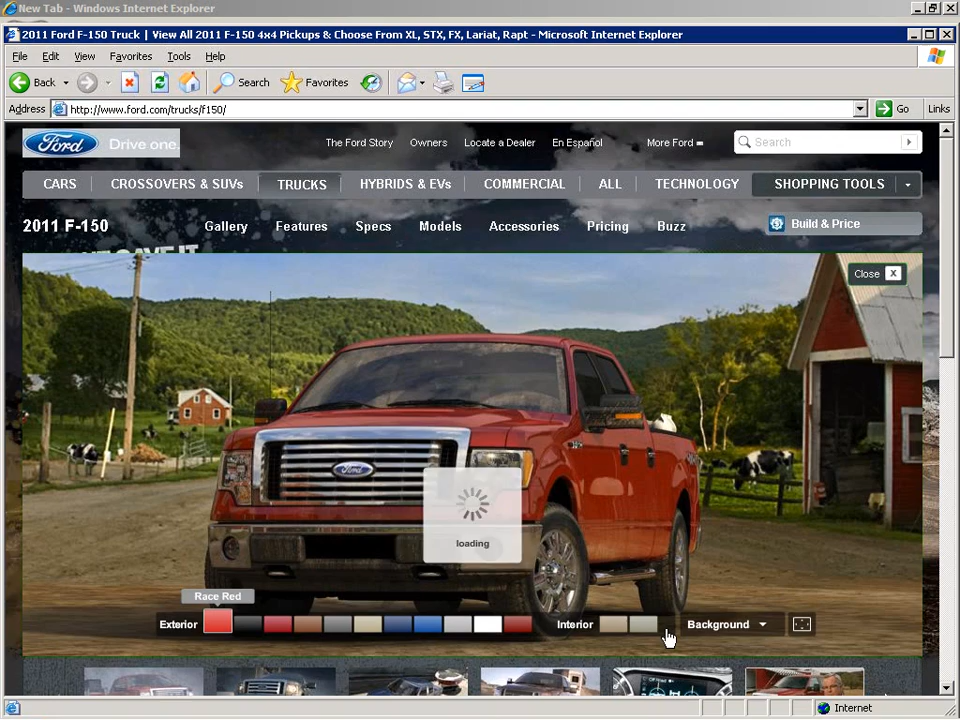 New Tab - Windows Internet Explorer
2011 Ford F-150 Truck | View All 2011 F-150 4x4 Pickups & Choose From XL, STX, FX, Lariat, Rapt - Microsoft Internet Explorer
File Edit View Favorites Tools Help
Back Search Favorites
Address http://www.ford.com/trucks/f150/ Go Links
Ford Drive one. The Ford Story Owners Locate a Dealer En Español More Ford Search
CARS CROSSOVERS & SUVs TRUCKS HYBRIDS & EVs COMMERCIAL ALL TECHNOLOGY SHOPPING TOOLS
2011 F-150 Gallery Features Specs Models Accessories Pricing Buzz Build & Price
Close X
Ford
loading
Race Red
Exterior Interior Background
Internet